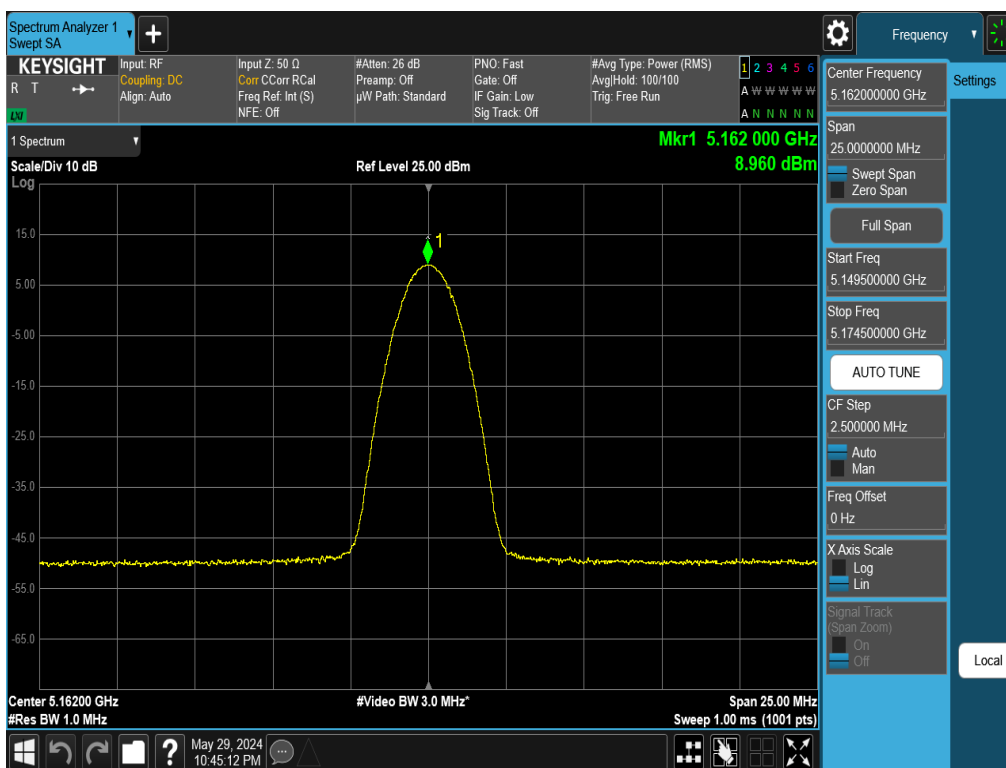 Spectrum Analyzer 1
Swept SA
+
Frequency
KEYSIGHT
R T
LXI
Input: RF
Coupling: DC
Align: Auto
Input Z: 50 Ω
Corr CCorr RCal
Freq Ref: Int (S)
NFE: Off
#Atten: 26 dB
Preamp: Off
µW Path: Standard
PNO: Fast
Gate: Off
IF Gain: Low
Sig Track: Off
#Avg Type: Power (RMS)
Avg|Hold: 100/100
Trig: Free Run
1 2 3 4 5 6
A W W W W W
A N N N N N
1 Spectrum
Scale/Div 10 dB
Log
Ref Level 25.00 dBm
Mkr1 5.162 000 GHz
8.960 dBm
1
15.0
5.00
-5.00
-15.0
-25.0
-35.0
-45.0
-55.0
-65.0
Center 5.16200 GHz
#Res BW 1.0 MHz
#Video BW 3.0 MHz*
Span 25.00 MHz
Sweep 1.00 ms (1001 pts)
?
May 29, 2024
10:45:12 PM
Center Frequency
5.162000000 GHz
Span
25.0000000 MHz
Swept Span
Zero Span
Full Span
Start Freq
5.149500000 GHz
Stop Freq
5.174500000 GHz
AUTO TUNE
CF Step
2.500000 MHz
Auto
Man
Freq Offset
0 Hz
X Axis Scale
Log
Lin
Signal Track
(Span Zoom)
On
Off
Settings
Local